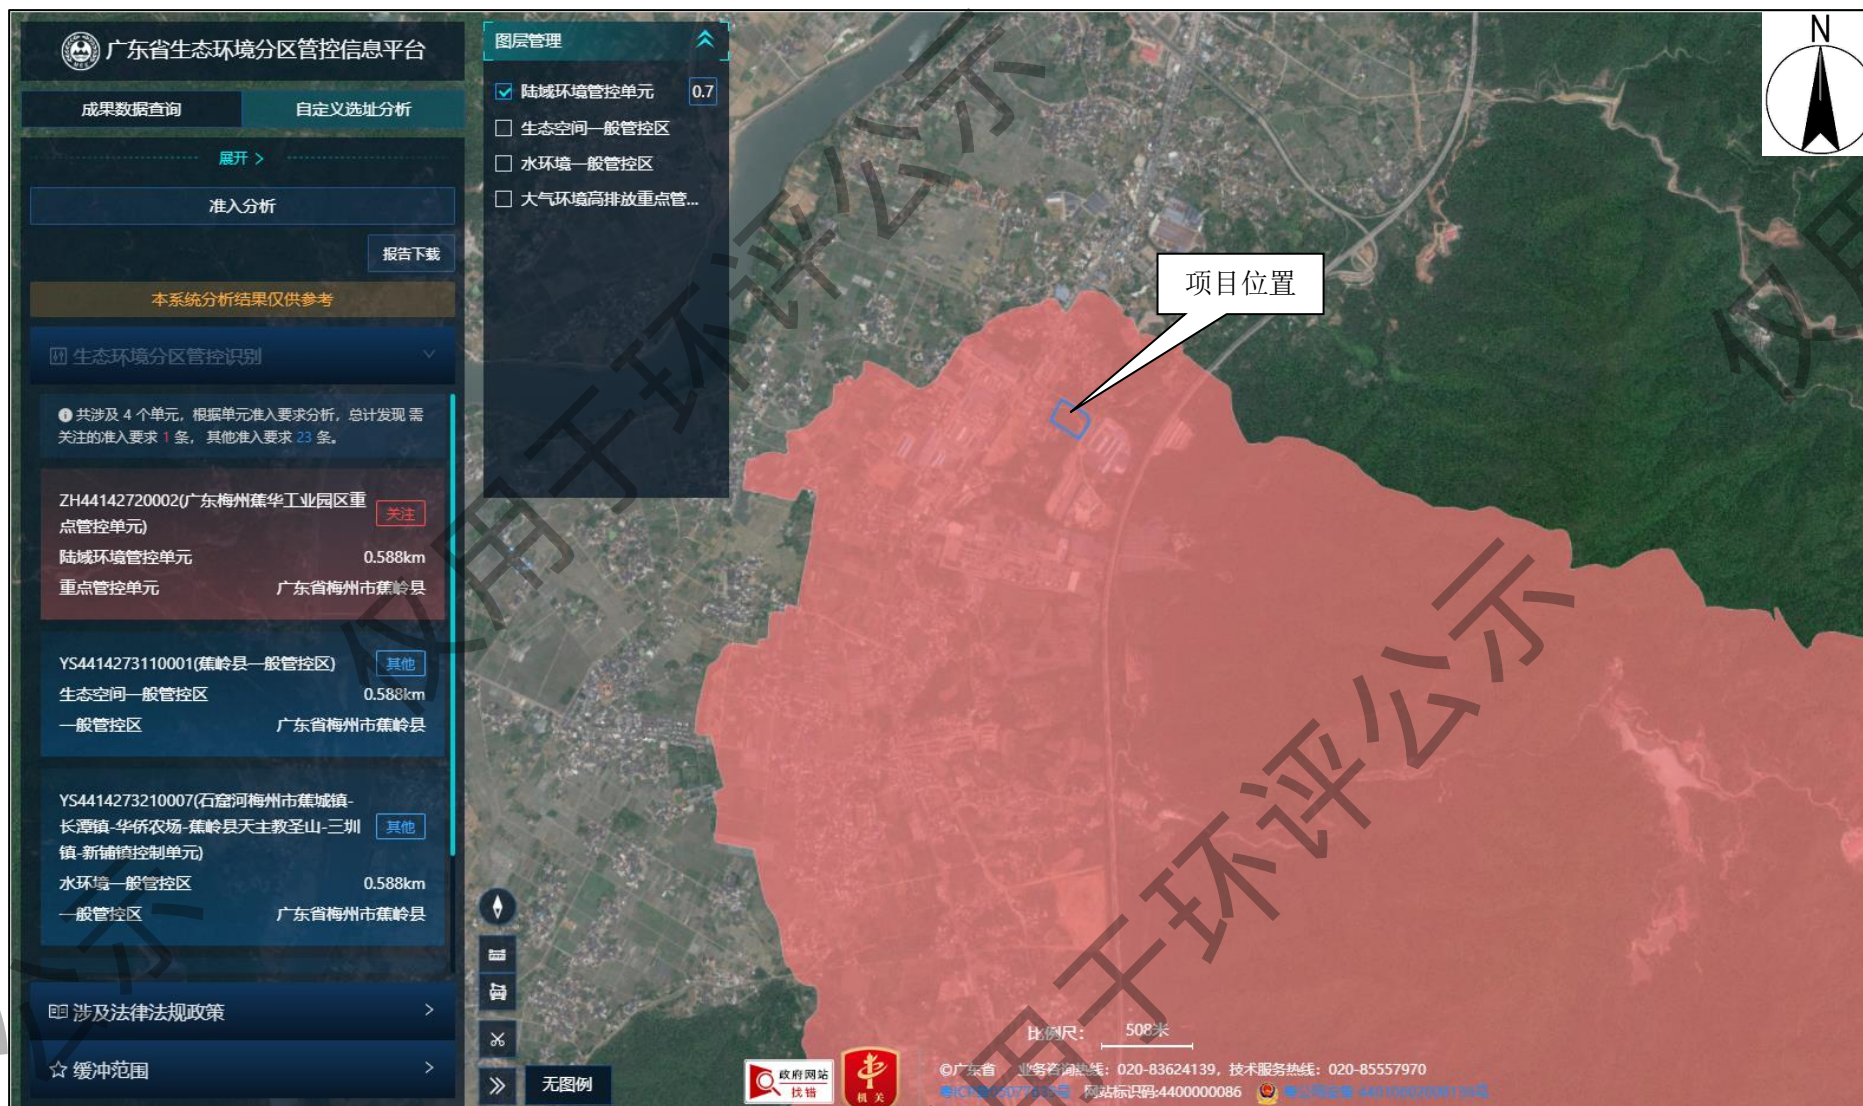 广东省生态环境分区管控信息平台
成果数据查询
自定义选址分析
展开 >
准入分析
报告下载
本系统分析结果仅供参考
生态环境分区管控识别
共涉及 4 个单元，根据单元准入要求分析，总计发现 需
关注的准入要求 1 条， 其他准入要求 23 条。
ZH44142720002(广东梅州蕉华工业园区重
点管控单元)
关注
陆域环境管控单元 0.588km
重点管控单元 广东省梅州市蕉岭县
YS4414273110001(蕉岭县一般管控区)
其他
生态空间一般管控区 0.588km
一般管控区 广东省梅州市蕉岭县
YS4414273210007(石窟河梅州市蕉城镇-
长潭镇-华侨农场-蕉岭县天主教圣山-三圳
镇-新铺镇控制单元)
其他
水环境一般管控区 0.588km
一般管控区 广东省梅州市蕉岭县
涉及法律法规政策
缓冲范围
图层管理
陆域环境管控单元 0.7
生态空间一般管控区
水环境一般管控区
大气环境高排放重点管...
无图例
N
项目位置
比例尺： 508米
政府网站
找错
机关
©广东省 业务咨询热线：020-83624139，技术服务热线：020-85557970
网站标识码:4400000086
仅用于环评公示
仅用于环评公示
仅用
公示